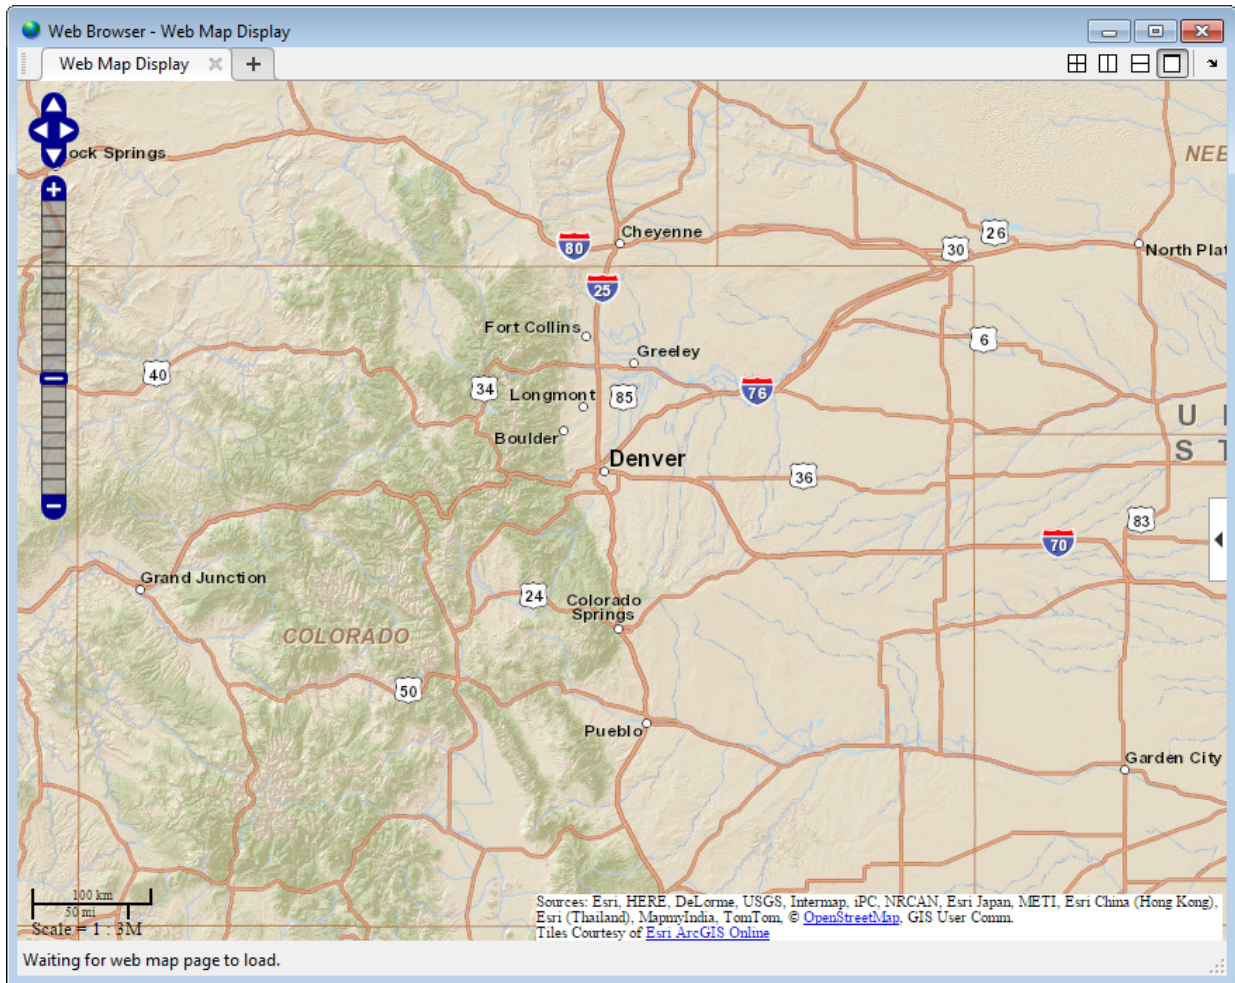 Web Browser - Web Map Display
Web Map Display
ock Springs
NEE
Cheyenne
26
80
30
North Plat
25
Fort Collins
6
Greeley
40
34
Longmont
85
76
U
Boulder
S T
Denver
36
83
70
Grand Junction
24
Colorado
Springs
COLORADO
50
Pueblo
Garden City
100 km
50 mi
Scale = 1 : 3M
Sources: Esri, HERE, DeLorme, USGS, Intermap, iPC, NRCAN, Esri Japan, METI, Esri China (Hong Kong),
Esri (Thailand), MapmyIndia, TomTom, © OpenStreetMap, GIS User Comm.
Tiles Courtesy of Esri ArcGIS Online
Waiting for web map page to load.